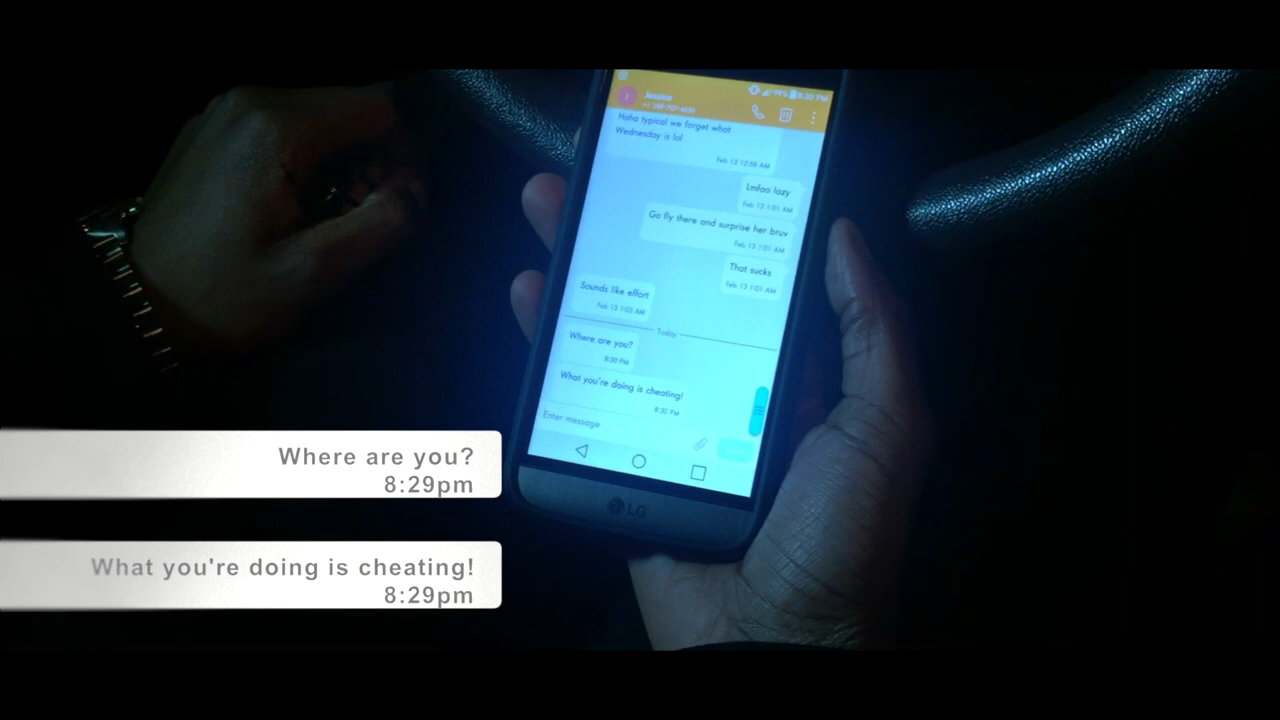 99% 8:30 PM
J
Jessica
Haha typical we forget what
Wednesday is lol
Feb 13 12:58 AM
Lmfao lazy
Feb 13 1:01 AM
Go fly there and surprise her bruv
Feb 13 1:01 AM
That sucks
Feb 13 1:01 AM
Sounds like effort
Feb 13 1:03 AM
Today
Where are you?
8:30 PM
What you're doing is cheating!
8:30 PM
Enter message
LG
Where are you?
8:29pm
What you're doing is cheating!
8:29pm